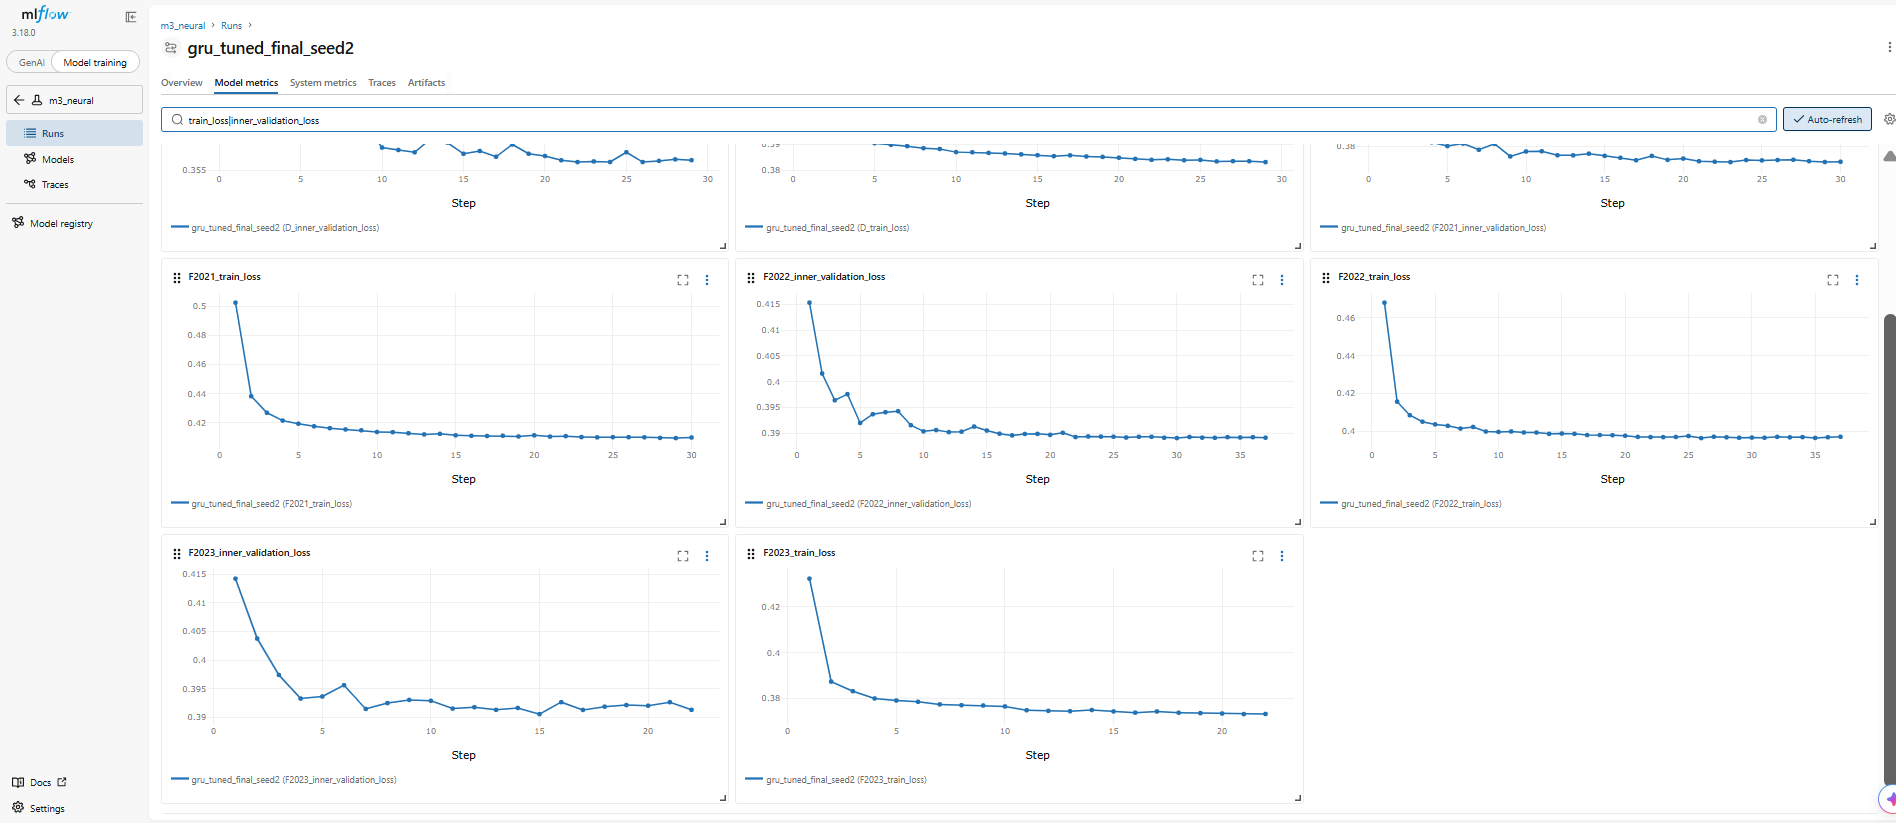 mlflow
3.18.0
GenAI
Model training
m3_neural
Runs
Models
Traces
Model registry
Docs
Settings
m3_neural > Runs >
gru_tuned_final_seed2
Overview
Model metrics
System metrics
Traces
Artifacts
train_loss|inner_validation_loss
Auto-refresh
0.355
0 5 10 15 20 25 30
Step
gru_tuned_final_seed2 (D_inner_validation_loss)
0.39
0.38
0 5 10 15 20 25 30
Step
gru_tuned_final_seed2 (D_train_loss)
0.38
0 5 10 15 20 25 30
Step
gru_tuned_final_seed2 (F2021_inner_validation_loss)
F2021_train_loss
0.5
0.48
0.46
0.44
0.42
0 5 10 15 20 25 30
Step
gru_tuned_final_seed2 (F2021_train_loss)
F2022_inner_validation_loss
0.415
0.41
0.405
0.4
0.395
0.39
0 5 10 15 20 25 30 35
Step
gru_tuned_final_seed2 (F2022_inner_validation_loss)
F2022_train_loss
0.46
0.44
0.42
0.4
0 5 10 15 20 25 30 35
Step
gru_tuned_final_seed2 (F2022_train_loss)
F2023_inner_validation_loss
0.415
0.41
0.405
0.4
0.395
0.39
0 5 10 15 20
Step
gru_tuned_final_seed2 (F2023_inner_validation_loss)
F2023_train_loss
0.42
0.4
0.38
0 5 10 15 20
Step
gru_tuned_final_seed2 (F2023_train_loss)